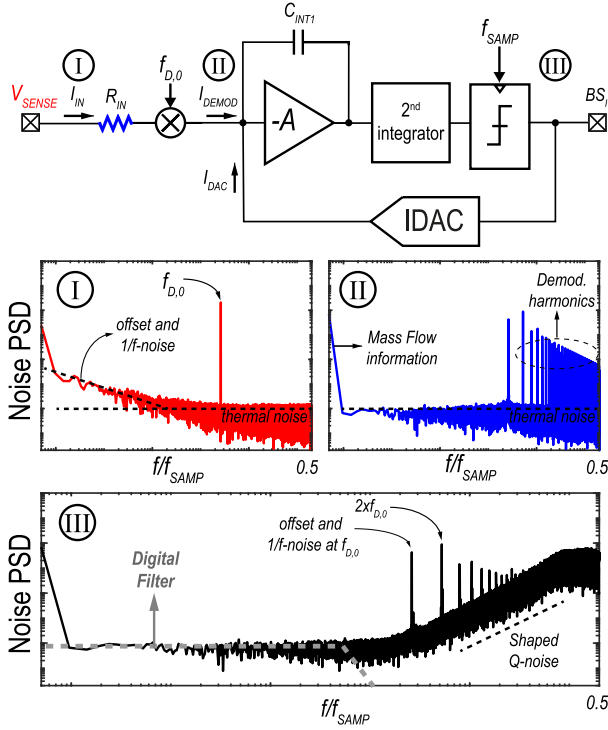 C_INT1
f_SAMP
I
f_D,0
II
III
V_SENSE
I_IN
R_IN
I_DEMOD
-A
2nd
integrator
I_DAC
IDAC
Noise PSD
I
f_D,0
offset and
1/f-noise
thermal noise
f/f_SAMP
0.5
II
Demod.
harmonics
Mass Flow
information
thermal noise
f/f_SAMP
0.5
Noise PSD
III
2xf_D,0
offset and
1/f-noise at f_D,0
Digital
Filter
Shaped
Q-noise
f/f_SAMP
0.5